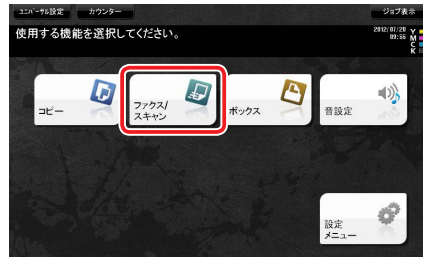 ユニバーサル設定 カウンター ジョブ表示
使用する機能を選択してください。
2012/07/20
09:56
Y
M
C
K
コピー
ファクス/
スキャン
ボックス
音設定
設定
メニュー